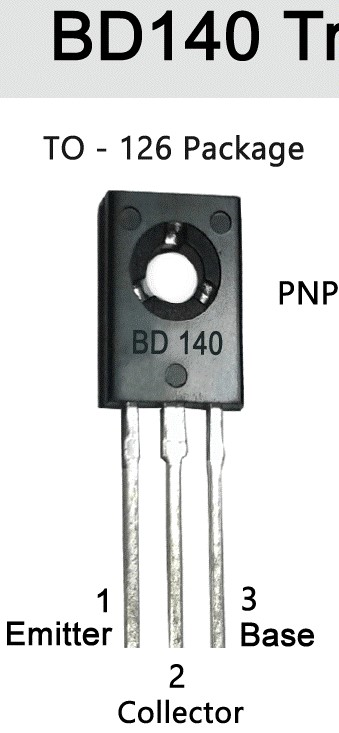 BD140 Tr
TO - 126 Package
PNP
BD 140
1
Emitter
3
Base
2
Collector